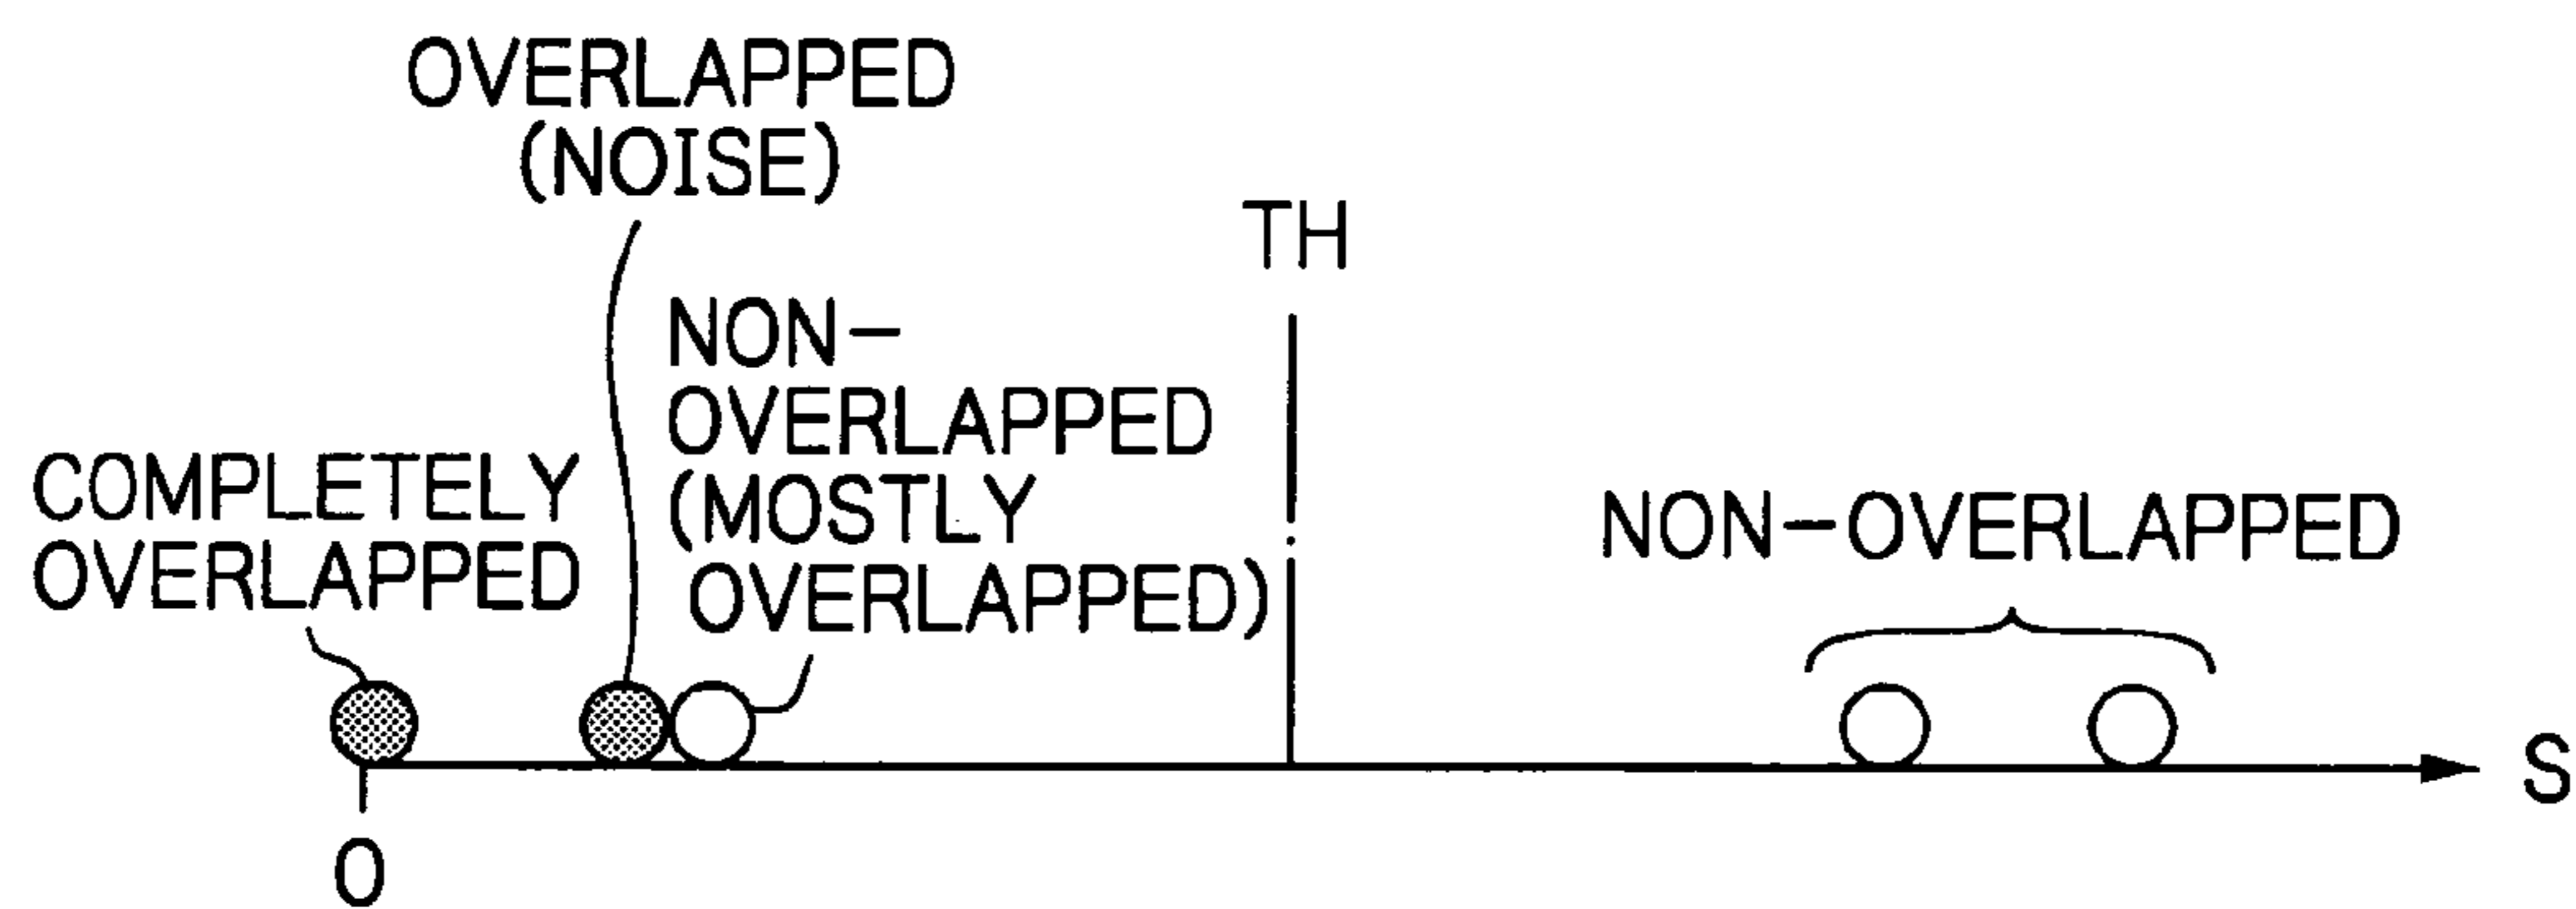 OVERLAPPED
(NOISE)
TH
NON-
OVERLAPPED
(MOSTLY
OVERLAPPED)
COMPLETELY
OVERLAPPED
NON-OVERLAPPED
S
0